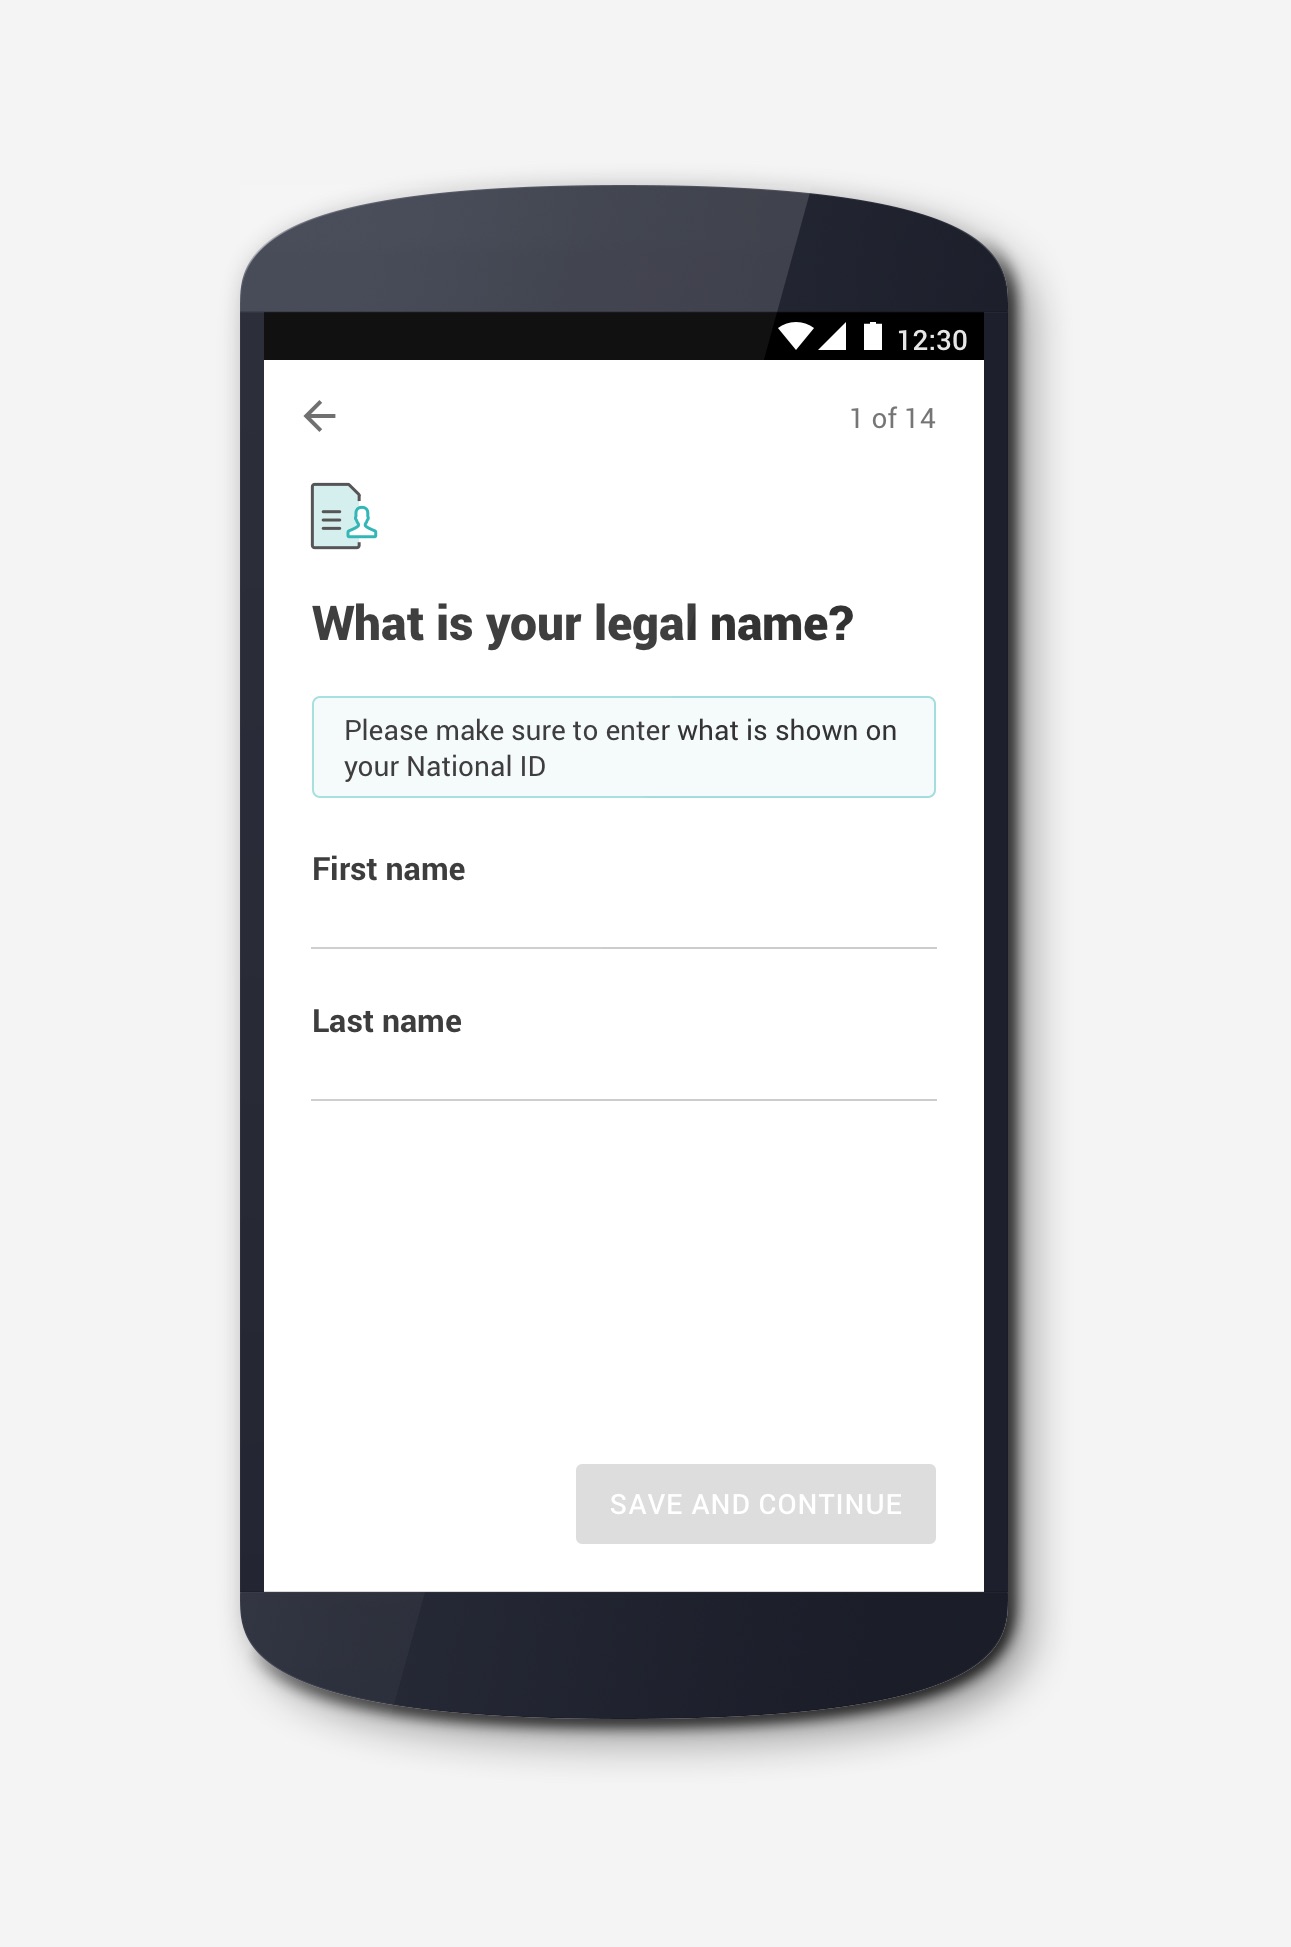 12:30
1 of 14
What is your legal name?
Please make sure to enter what is shown on
your National ID
First name
Last name
SAVE AND CONTINUE